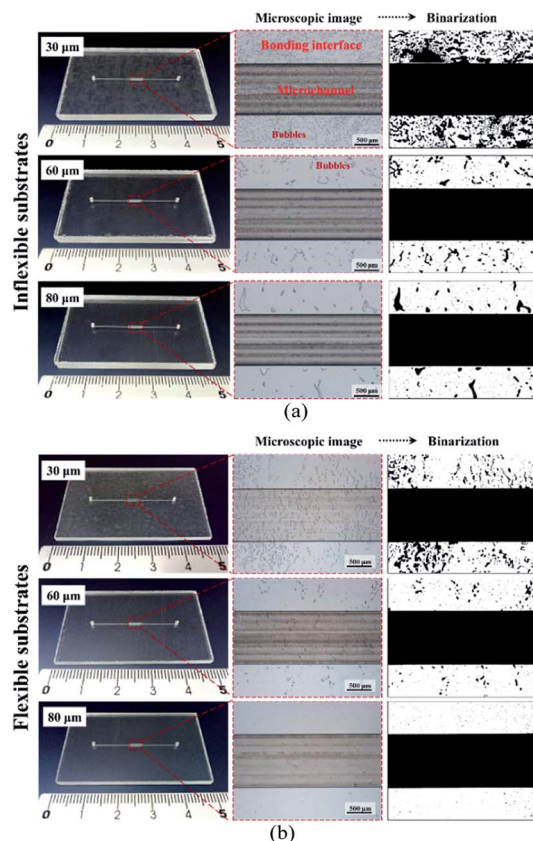 Microscopic image Binarization
Inflexible substrates
30 μm
Bonding interface
Microchannel
Bubbles
500 μm
0 1 2 3 4 5
60 μm
Bubbles
500 μm
0 1 2 3 4 5
80 μm
500 μm
0 1 2 3 4 5
(a)
Microscopic image Binarization
Flexible substrates
30 μm
500 μm
0 1 2 3 4 5
60 μm
500 μm
0 1 2 3 4 5
80 μm
500 μm
0 1 2 3 4 5
(b)